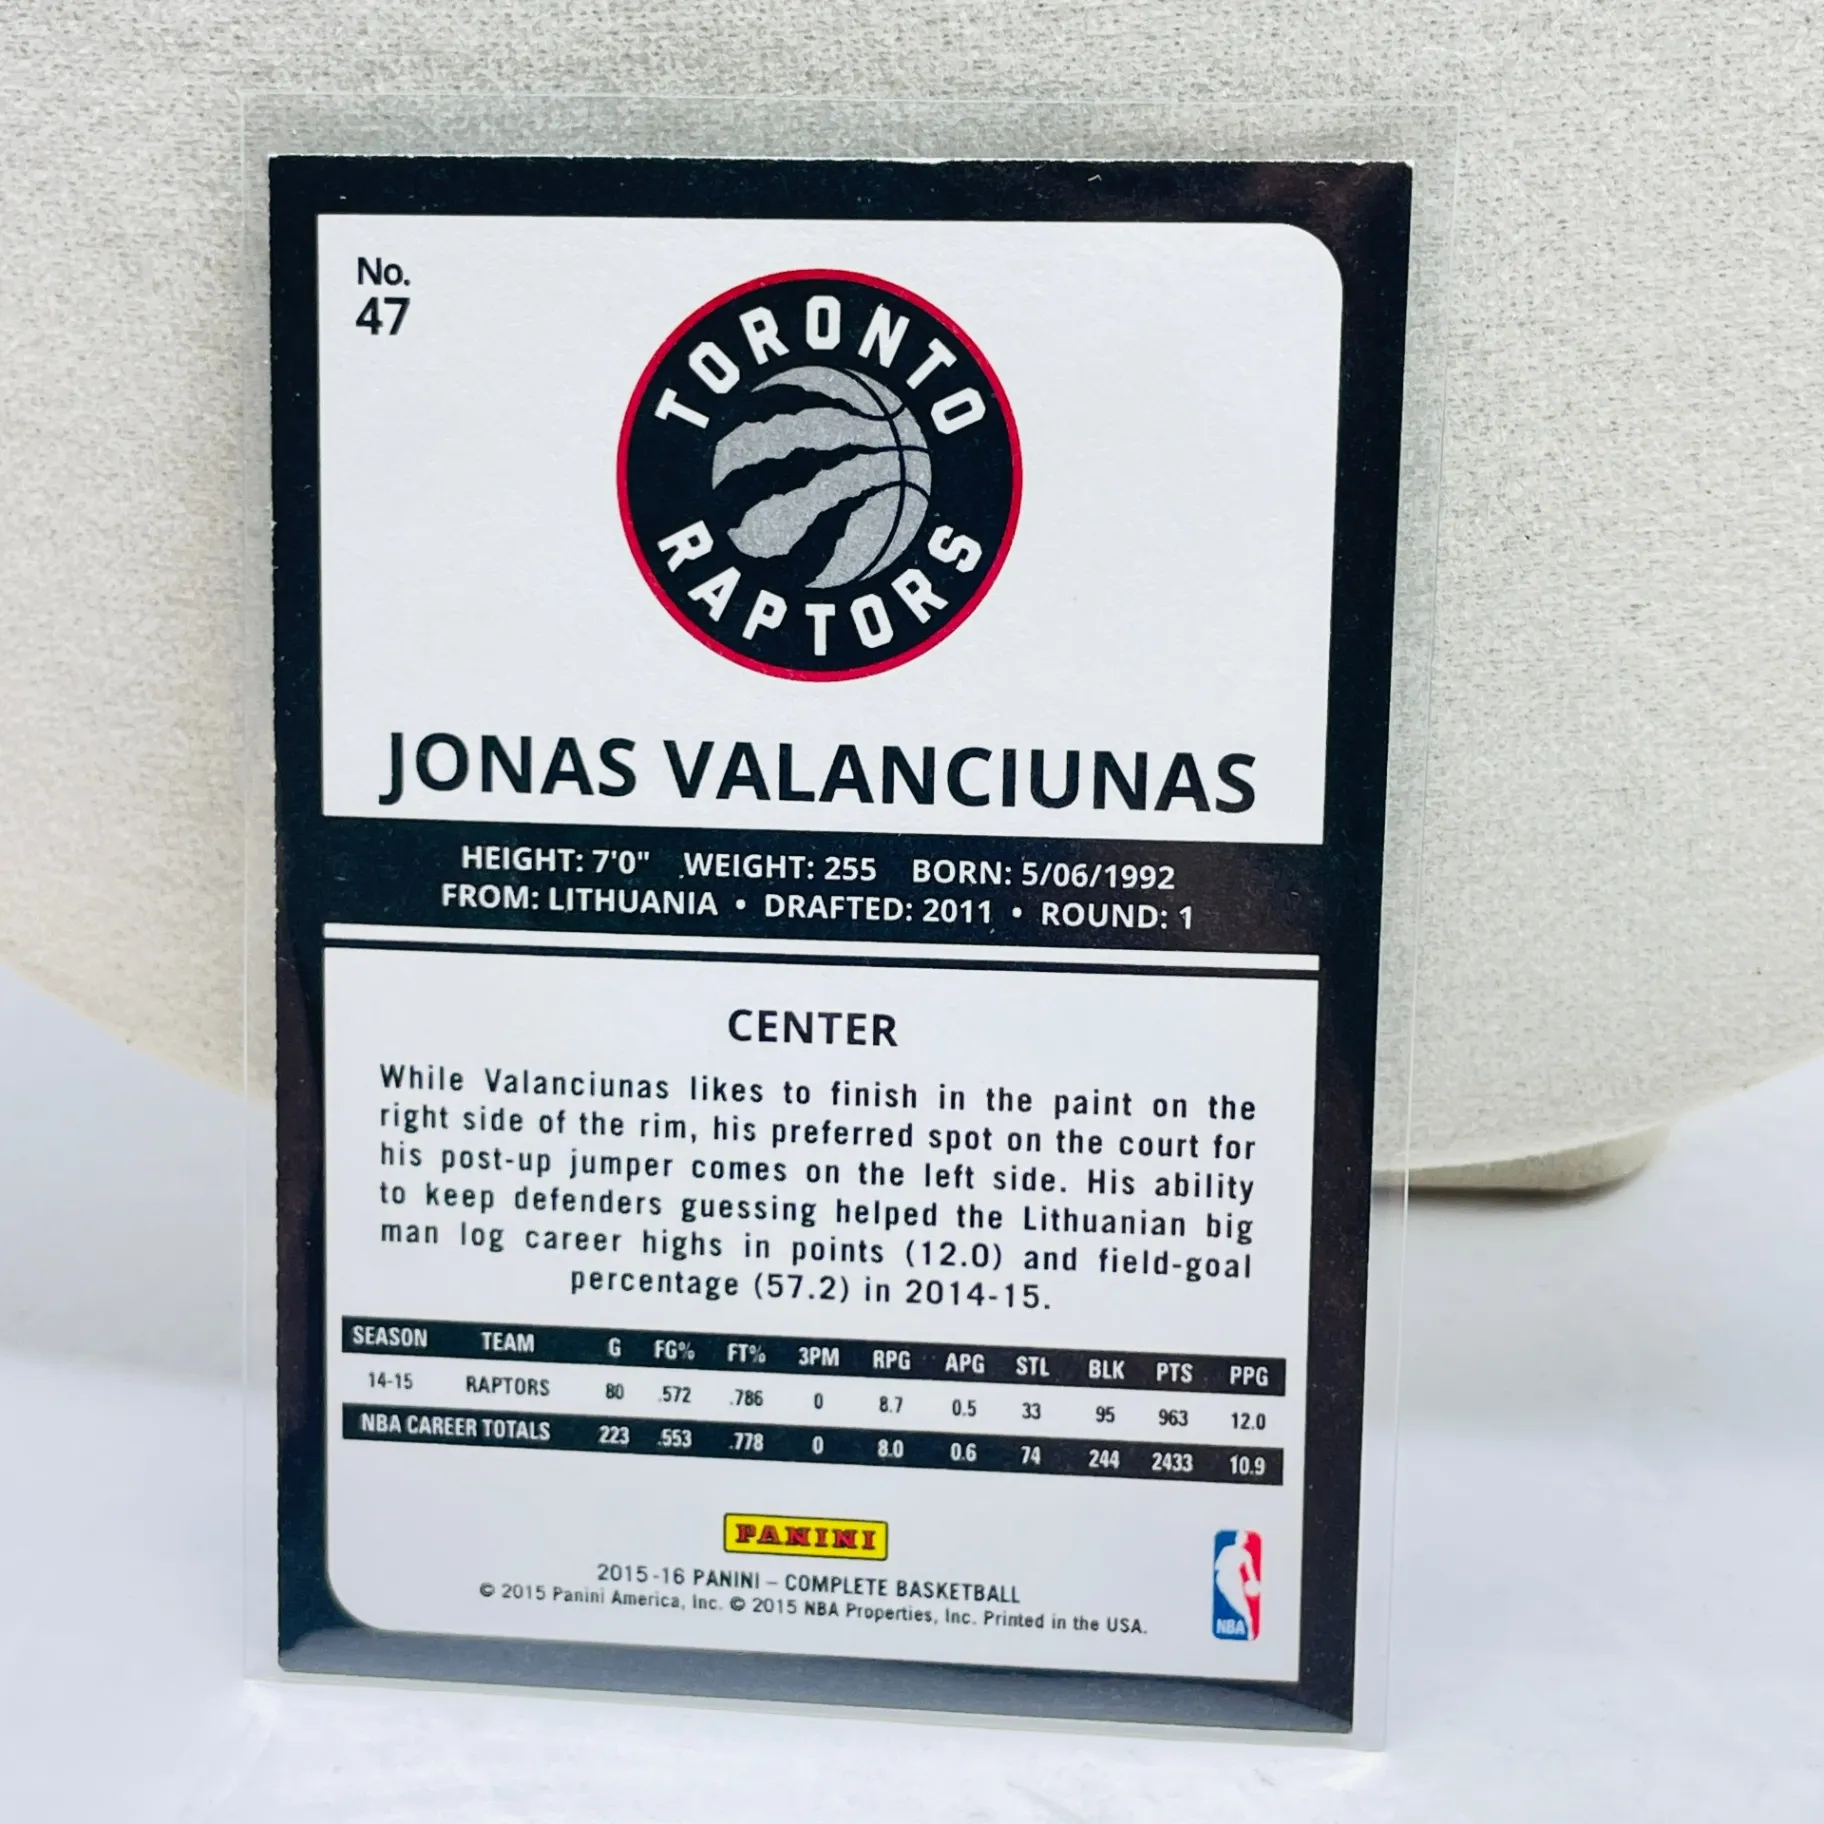 No.
47
TORONTO
RAPTORS
JONAS VALANCIUNAS
HEIGHT: 7'0" WEIGHT: 255 BORN: 5/06/1992
FROM: LITHUANIA • DRAFTED: 2011 • ROUND: 1
CENTER
While Valanciunas likes to finish in the paint on the
right side of the rim, his preferred spot on the court for
his post-up jumper comes on the left side. His ability
to keep defenders guessing helped the Lithuanian big
man log career highs in points (12.0) and field-goal
percentage (57.2) in 2014-15.
SEASON TEAM G FG% FT% 3PM RPG APG STL BLK PTS PPG
14-15 RAPTORS 80 .572 .786 0 8.7 0.5 33 95 963 12.0
NBA CAREER TOTALS 223 .553 .778 0 8.0 0.6 74 244 2433 10.9
PANINI
2015-16 PANINI – COMPLETE BASKETBALL
© 2015 Panini America, Inc. © 2015 NBA Properties, Inc. Printed in the USA.
NBA